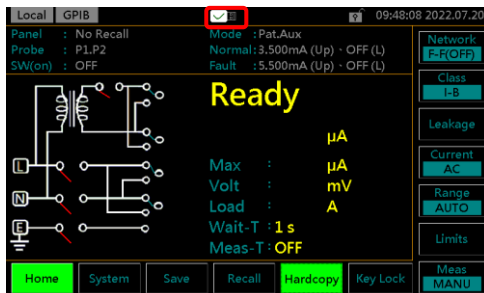 Local GPIB 09:48:08 2022.07.20
Panel : No Recall Mode :Pat.Aux
Probe : P1.P2 Normal:3.500mA (Up)、OFF (L)
SW(on) : OFF Fault :5.500mA (Up)、OFF (L)
Network
F-F(OFF)
Class
I-B
Leakage
Current
AC
Range
AUTO
Limits
Meas
MANU
Ready
µA
Max : µA
Volt : mV
Load : A
Wait-T :1 s
Meas-T:OFF
L
N
E
Home System Save Recall Hardcopy Key Lock